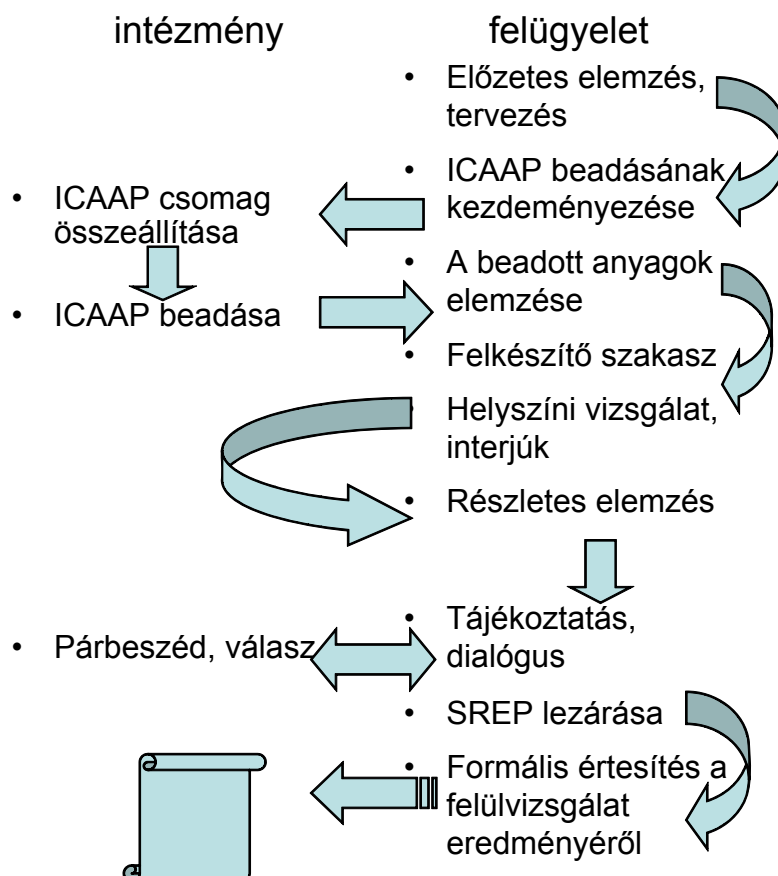 intézmény
felügyelet
• Előzetes elemzés,
tervezés
• ICAAP beadásának
kezdeményezése
• ICAAP csomag
összeállítása
• A beadott anyagok
elemzése
• ICAAP beadása
• Felkészítő szakasz
• Helyszíni vizsgálat,
interjúk
• Részletes elemzés
• Tájékoztatás,
dialógus
• Párbeszéd, válasz
• SREP lezárása
• Formális értesítés a
felülvizsgálat
eredményéről